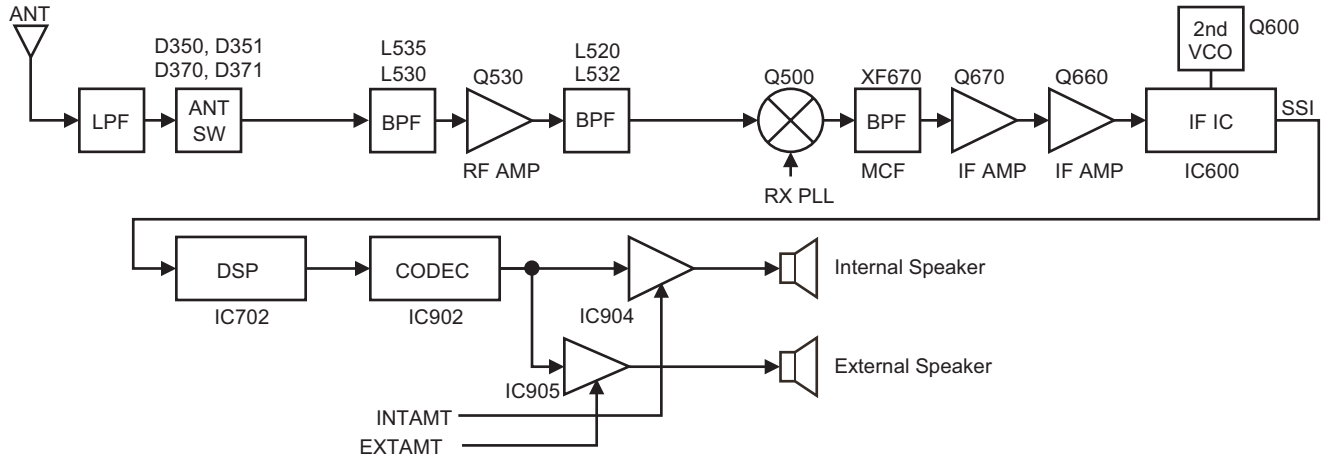 ANT
D350, D351
D370, D371
LPF
ANT
SW
L535
L530
BPF
Q530
RF AMP
L520
L532
BPF
Q500
RX PLL
XF670
BPF
MCF
Q670
IF AMP
Q660
IF AMP
2nd
VCO
Q600
IF IC
IC600
SSI
DSP
IC702
CODEC
IC902
IC904
Internal Speaker
IC905
External Speaker
INTAMT
EXTAMT